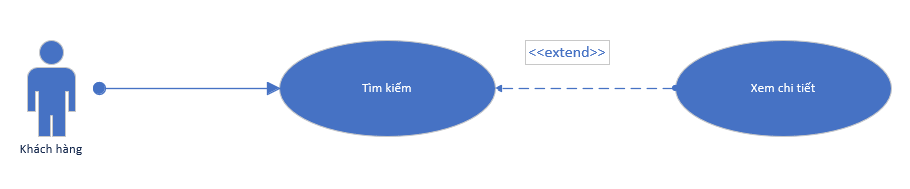 <<extend>>
Tìm kiếm
Xem chi tiết
Khách hàng